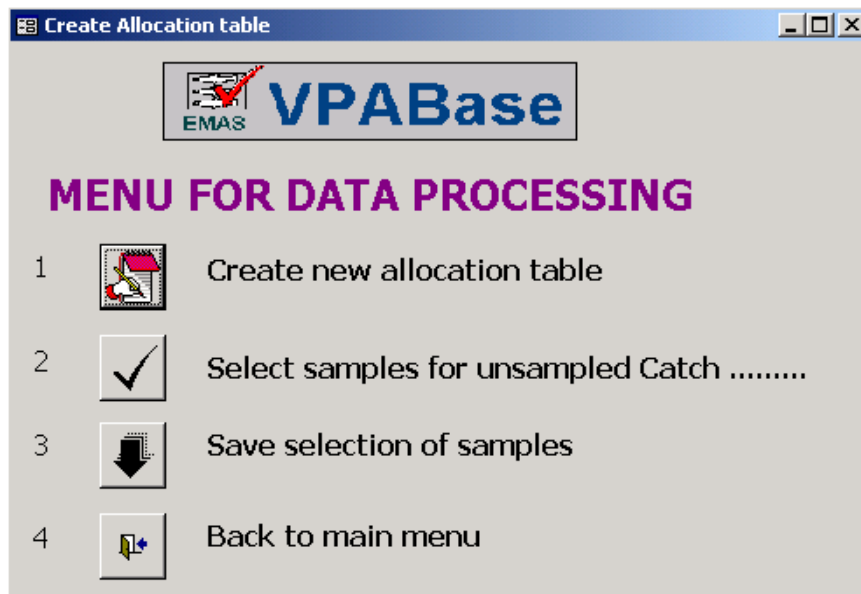 Create Allocation table
EMAS VPABase
MENU FOR DATA PROCESSING
1 Create new allocation table
2 Select samples for unsampled Catch .........
3 Save selection of samples
4 Back to main menu